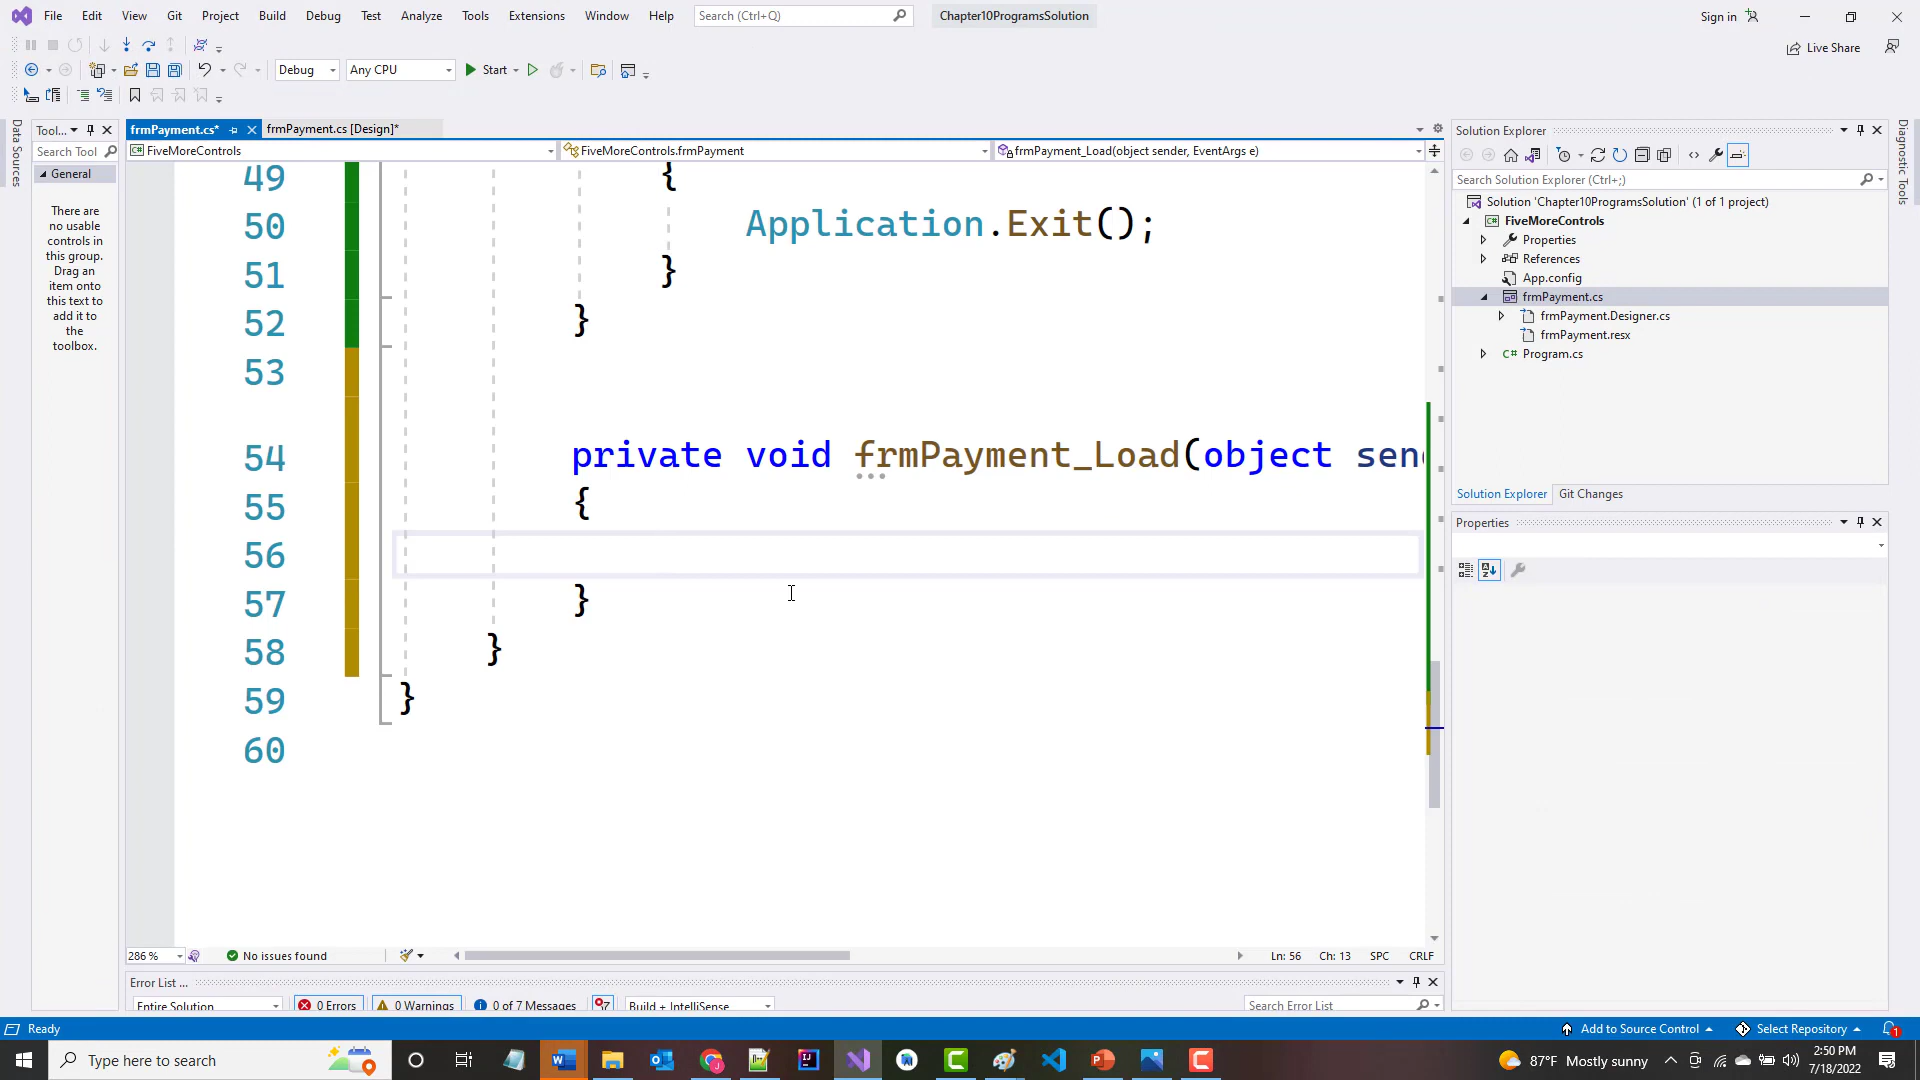 File Edit View Git Project Build Debug Test Analyze Tools Extensions Window Help Search (Ctrl+Q) Chapter10ProgramsSolution Sign in
Live Share
Debug Any CPU Start
Data Sources
Tool...
Search Tool
General
There are
no usable
controls in
this group.
Drag an
item onto
this text to
add it to
the
toolbox.
frmPayment.cs* frmPayment.cs [Design]*
FiveMoreControls FiveMoreControls.frmPayment frmPayment_Load(object sender, EventArgs e)
49 {
50 Application.Exit();
51 }
52 }
53
54 private void frmPayment_Load(object sen
55 {
56
57 }
58 }
59 }
60
286 % No issues found Ln: 56 Ch: 13 SPC CRLF
Error List ...
Entire Solution 0 Errors 0 Warnings 0 of 7 Messages Build + IntelliSense Search Error List
Solution Explorer
Search Solution Explorer (Ctrl+;)
Solution 'Chapter10ProgramsSolution' (1 of 1 project)
FiveMoreControls
Properties
References
App.config
frmPayment.cs
frmPayment.Designer.cs
frmPayment.resx
Program.cs
Solution Explorer Git Changes
Properties
Diagnostic Tools
Ready Add to Source Control Select Repository 1
Type here to search 87°F Mostly sunny 2:50 PM
7/18/2022